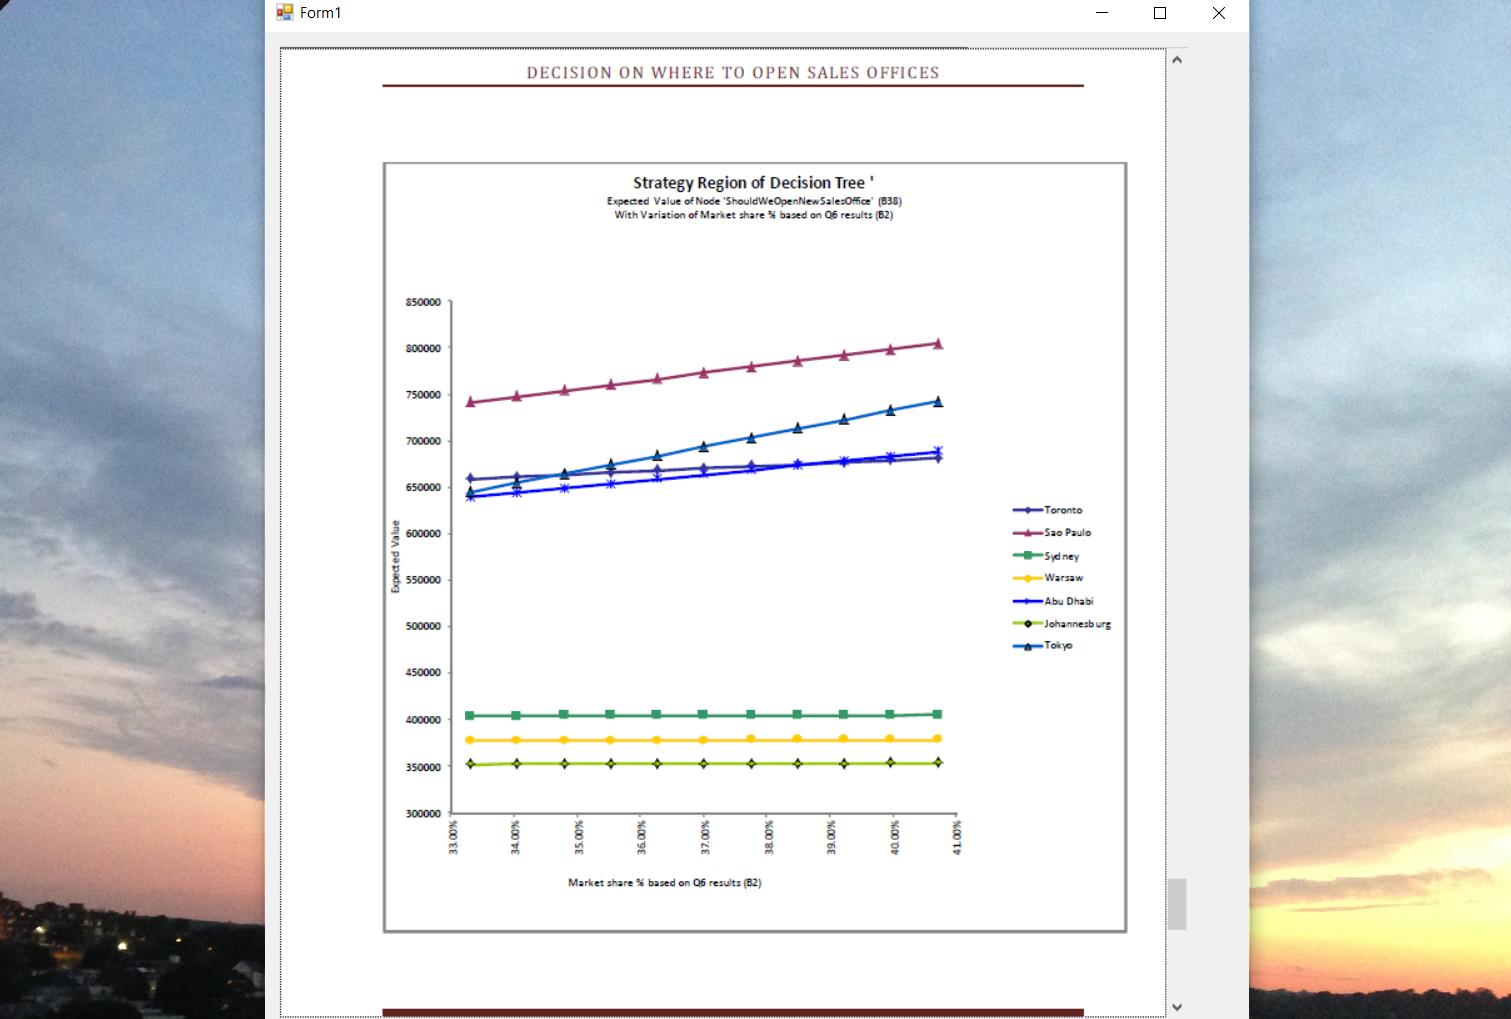 Form1
DECISION ON WHERE TO OPEN SALES OFFICES
Strategy Region of Decision Tree '
Expected Value of Node 'ShouldWeOpenNewSalesOffice' (B38)
With Variation of Market share % based on Q6 results (B2)
850000
800000
750000
700000
650000
600000
550000
500000
450000
400000
350000
300000
Expected Value
33.00%
34.00%
35.00%
36.00%
37.00%
38.00%
39.00%
40.00%
41.00%
Market share % based on Q6 results (B2)
Toronto
Sao Paulo
Sydney
Warsaw
Abu Dhabi
Johannesburg
Tokyo